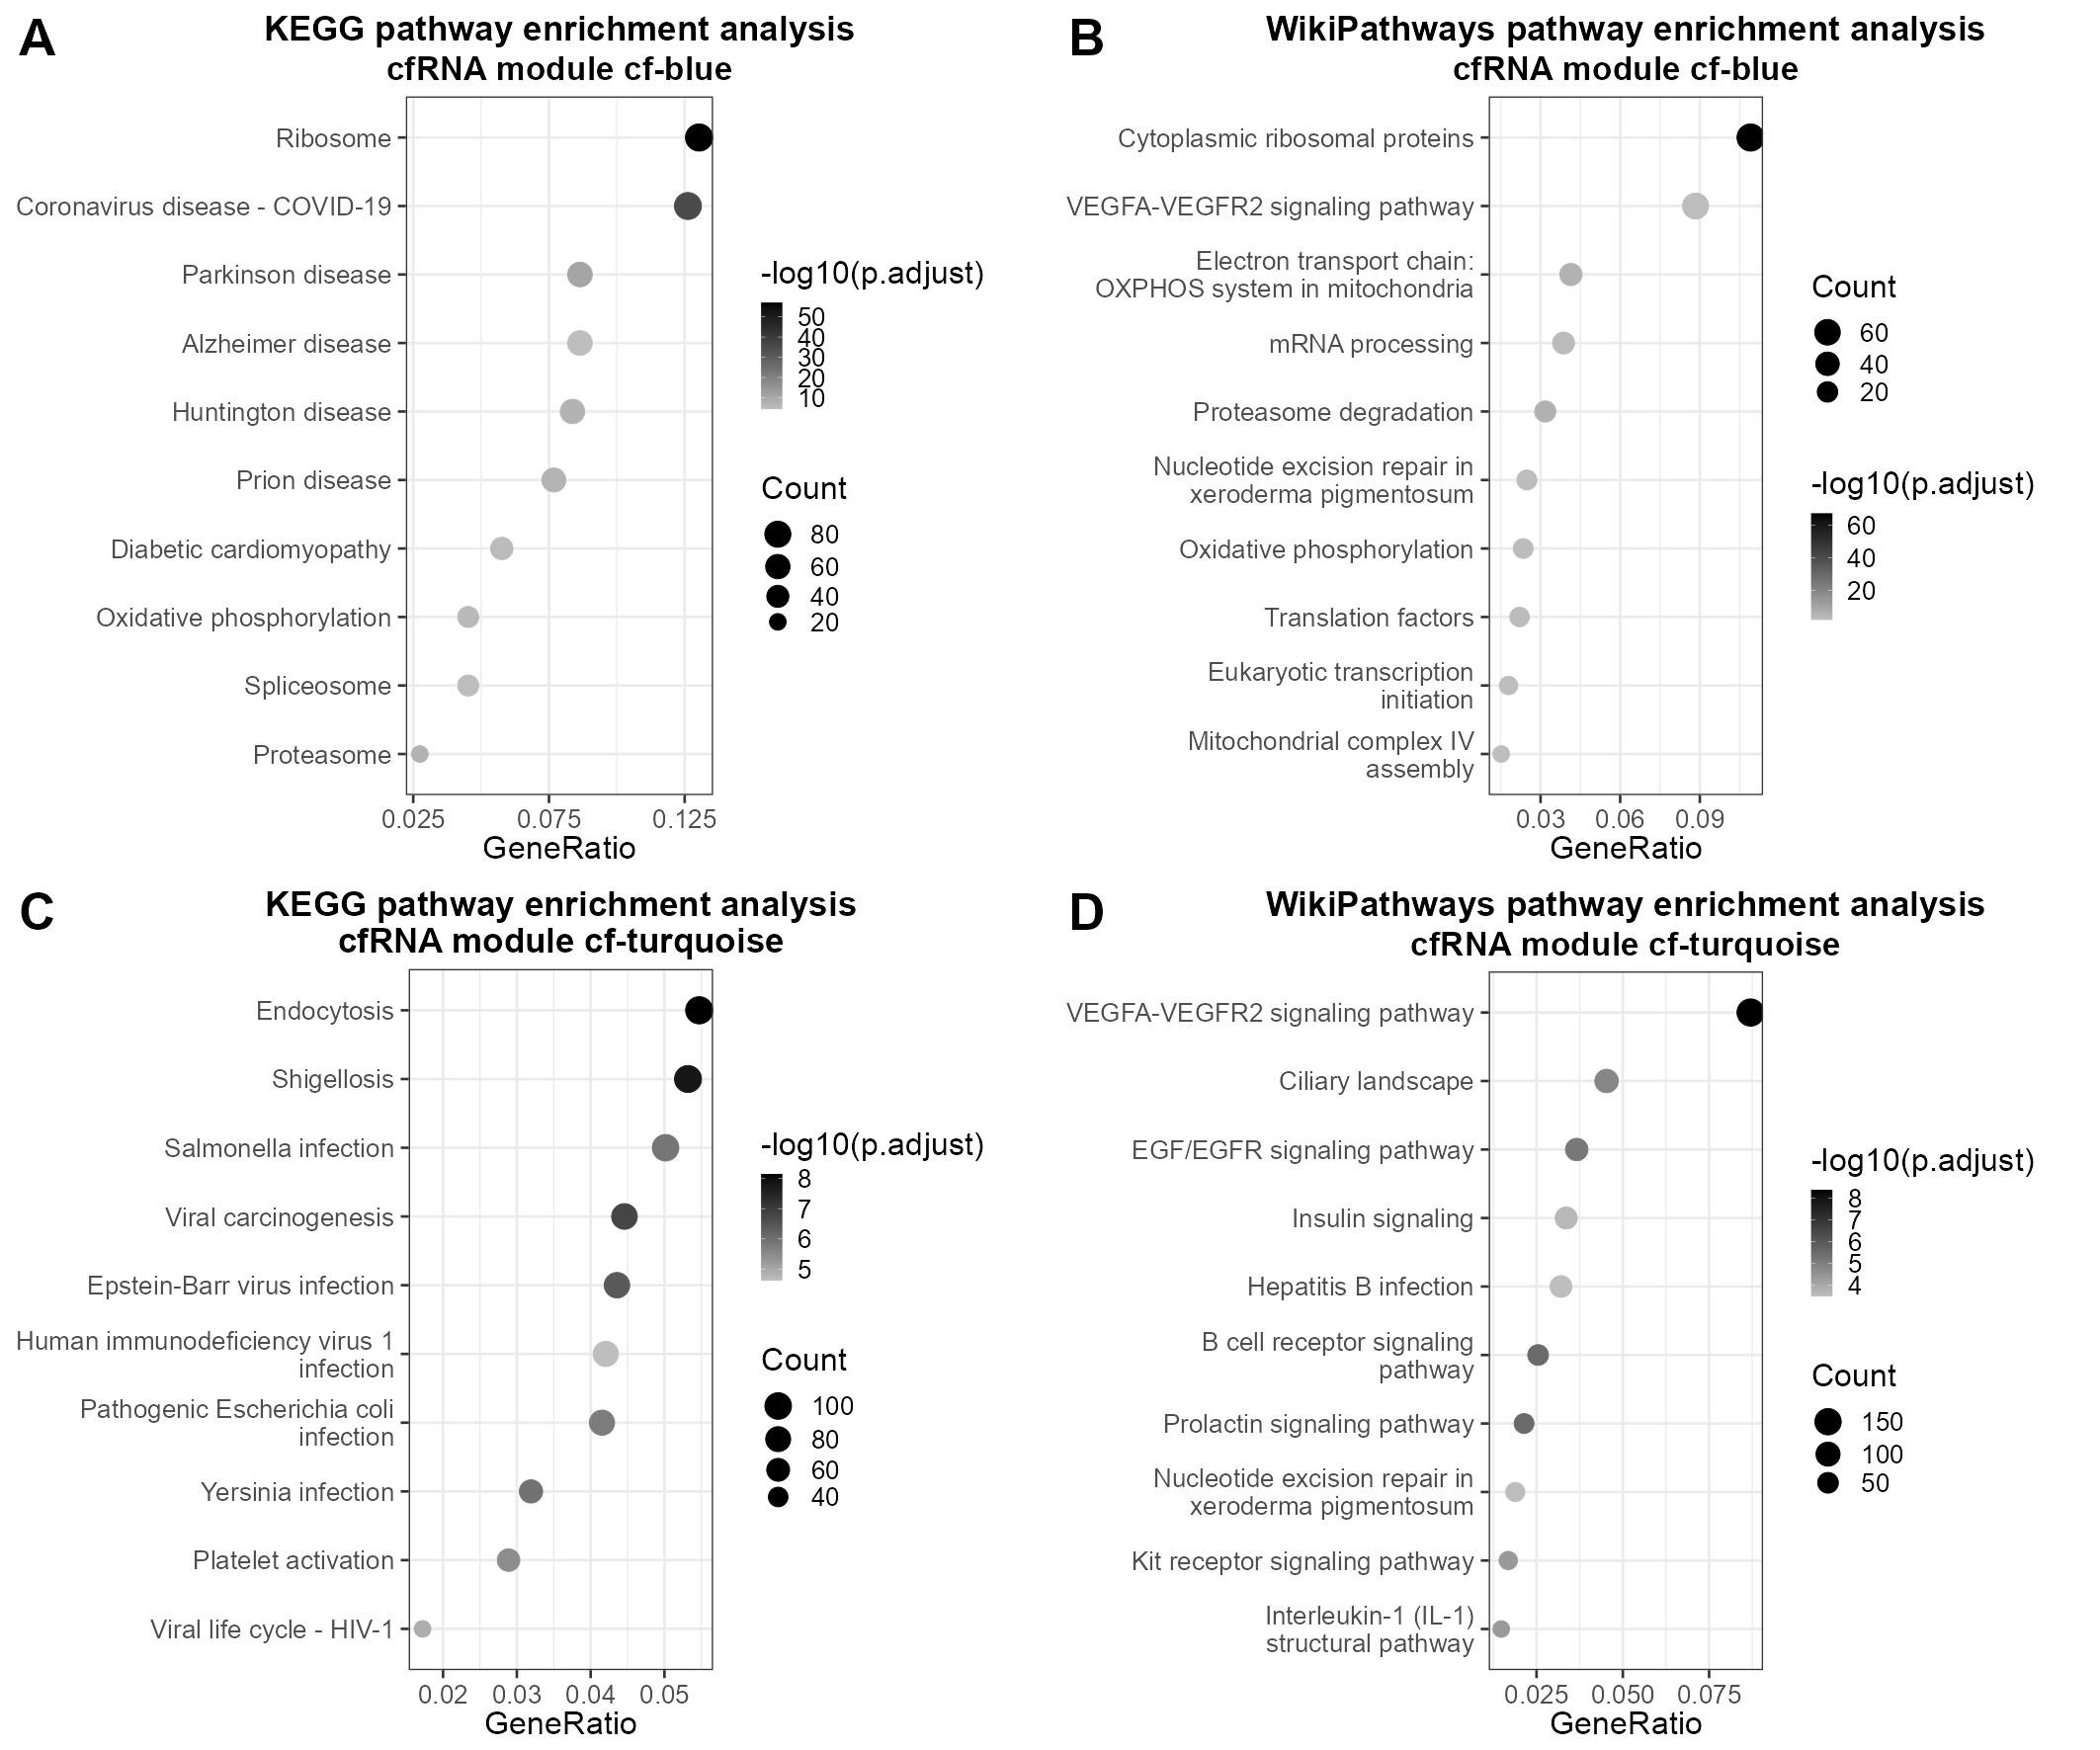 A
KEGG pathway enrichment analysis
cfRNA module cf-blue
Ribosome
Coronavirus disease - COVID-19
Parkinson disease
Alzheimer disease
Huntington disease
Prion disease
Diabetic cardiomyopathy
Oxidative phosphorylation
Spliceosome
Proteasome
0.025 0.075 0.125
GeneRatio
-log10(p.adjust)
50
40
30
20
10
Count
80
60
40
20
B
WikiPathways pathway enrichment analysis
cfRNA module cf-blue
Cytoplasmic ribosomal proteins
VEGFA-VEGFR2 signaling pathway
Electron transport chain:
OXPHOS system in mitochondria
mRNA processing
Proteasome degradation
Nucleotide excision repair in
xeroderma pigmentosum
Oxidative phosphorylation
Translation factors
Eukaryotic transcription
initiation
Mitochondrial complex IV
assembly
0.03 0.06 0.09
GeneRatio
Count
60
40
20
-log10(p.adjust)
60
40
20
C
KEGG pathway enrichment analysis
cfRNA module cf-turquoise
Endocytosis
Shigellosis
Salmonella infection
Viral carcinogenesis
Epstein-Barr virus infection
Human immunodeficiency virus 1
infection
Pathogenic Escherichia coli
infection
Yersinia infection
Platelet activation
Viral life cycle - HIV-1
0.02 0.03 0.04 0.05
GeneRatio
-log10(p.adjust)
8
7
6
5
Count
100
80
60
40
D
WikiPathways pathway enrichment analysis
cfRNA module cf-turquoise
VEGFA-VEGFR2 signaling pathway
Ciliary landscape
EGF/EGFR signaling pathway
Insulin signaling
Hepatitis B infection
B cell receptor signaling
pathway
Prolactin signaling pathway
Nucleotide excision repair in
xeroderma pigmentosum
Kit receptor signaling pathway
Interleukin-1 (IL-1)
structural pathway
0.025 0.050 0.075
GeneRatio
-log10(p.adjust)
8
7
6
5
4
Count
150
100
50